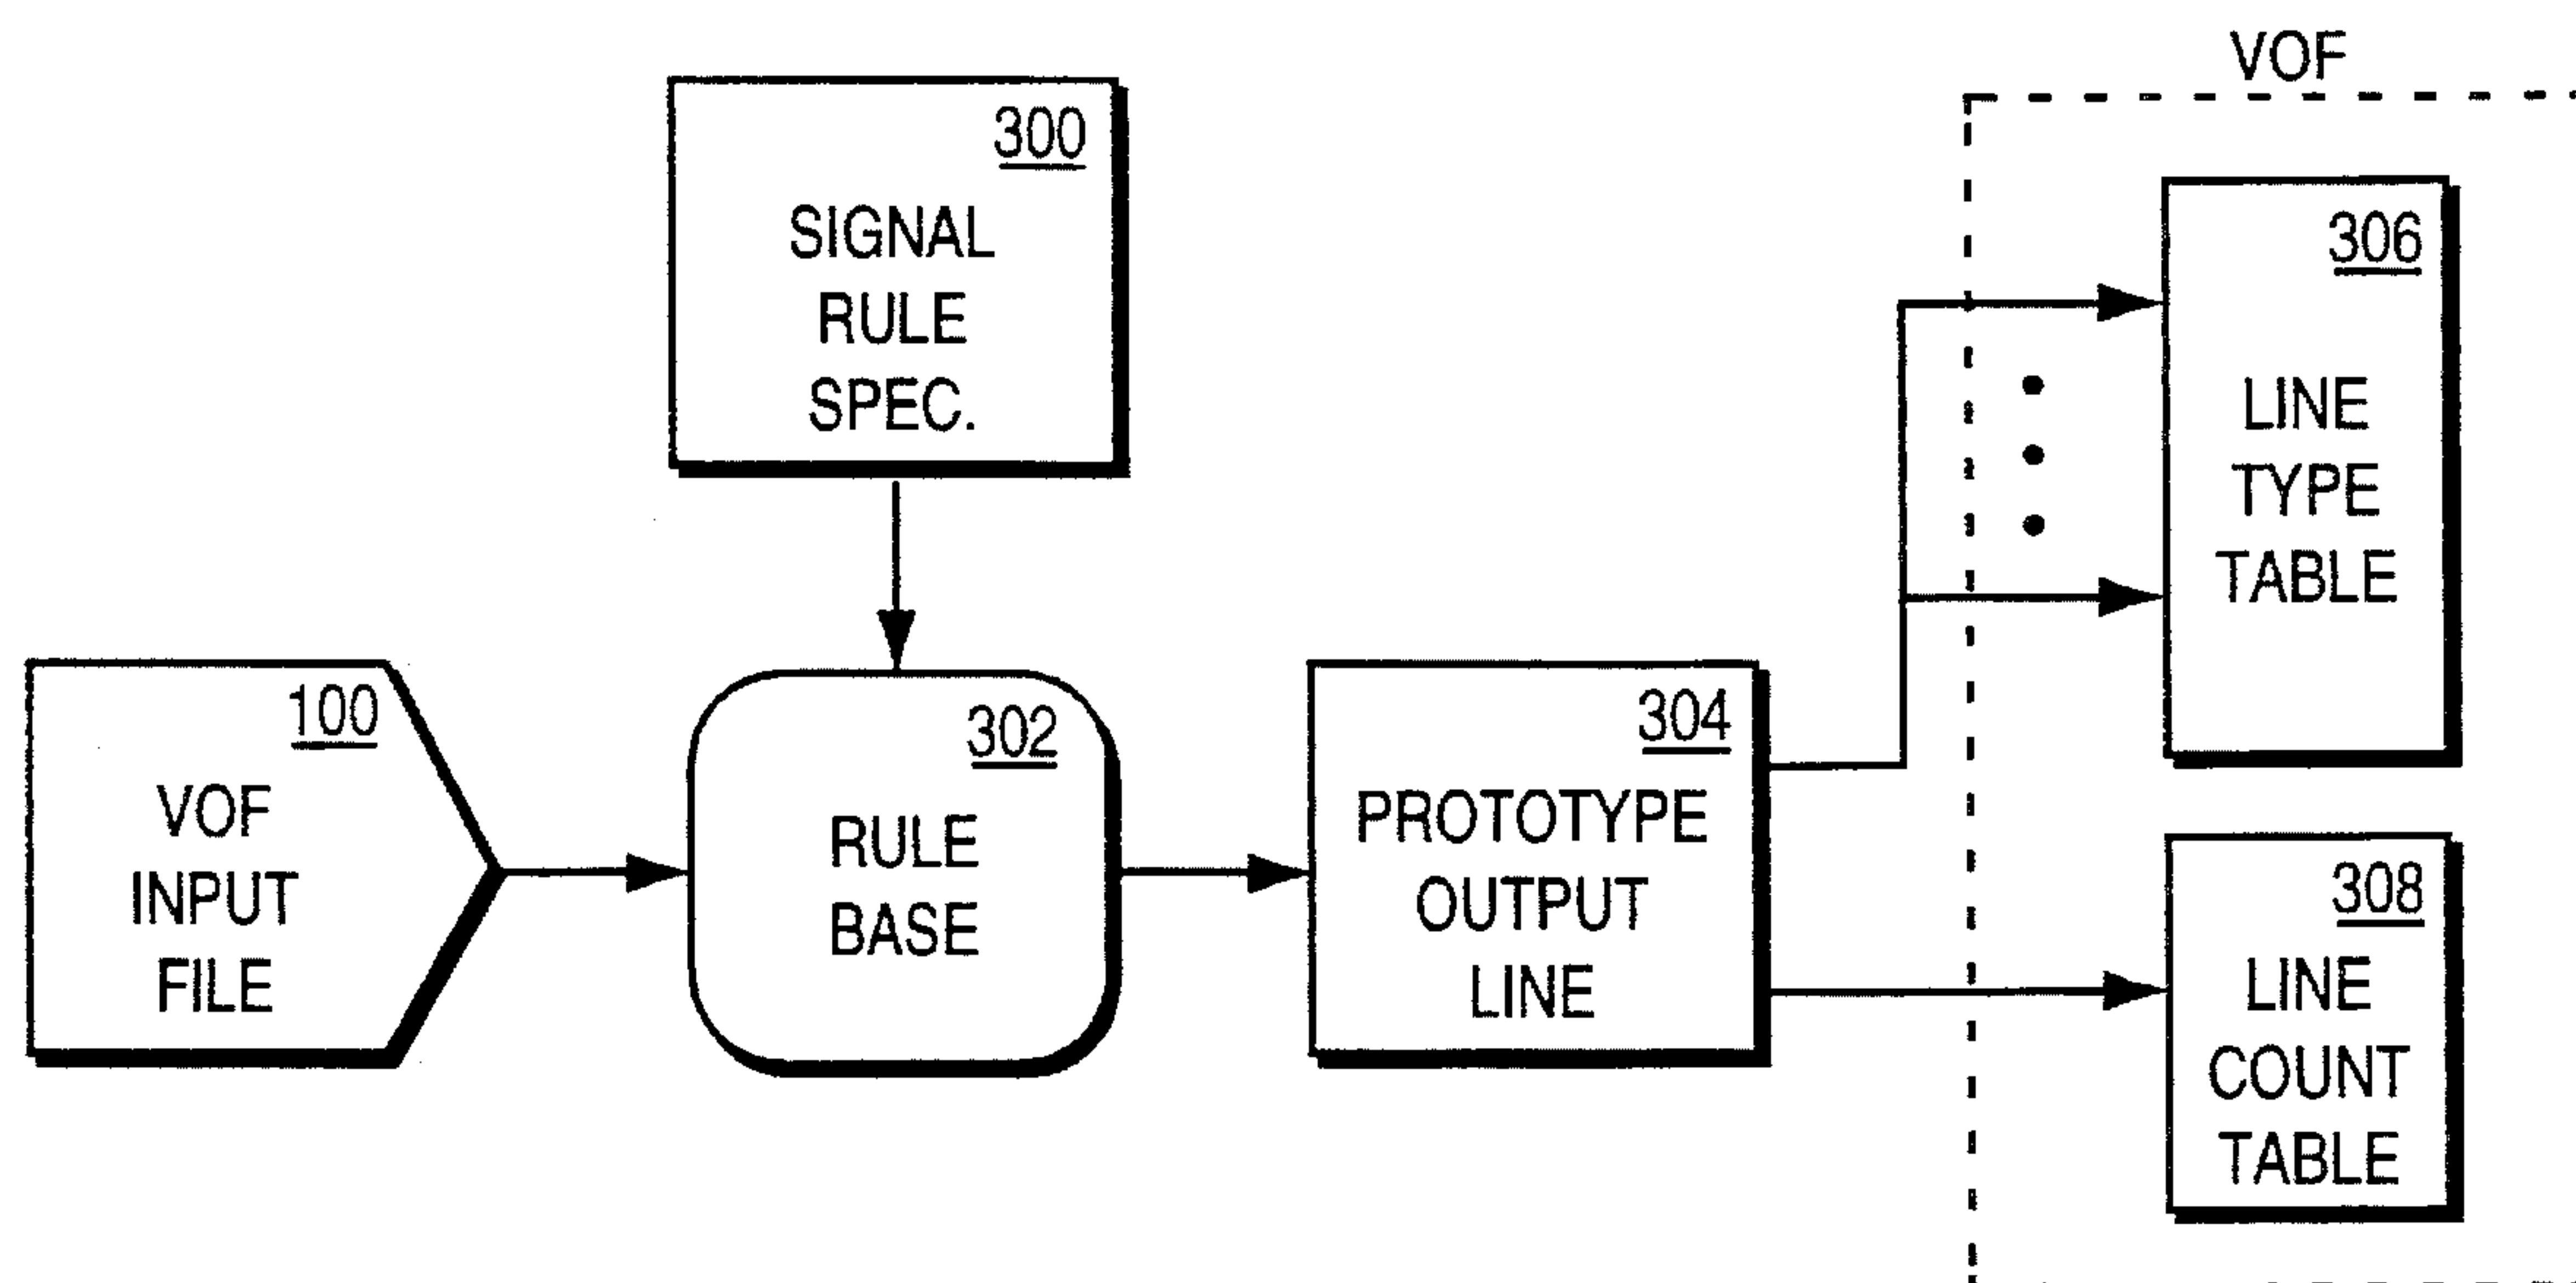 VOF
300
SIGNAL
RULE
SPEC.
306
LINE
TYPE
TABLE
100
VOF
INPUT
FILE
302
RULE
BASE
304
PROTOTYPE
OUTPUT
LINE
308
LINE
COUNT
TABLE